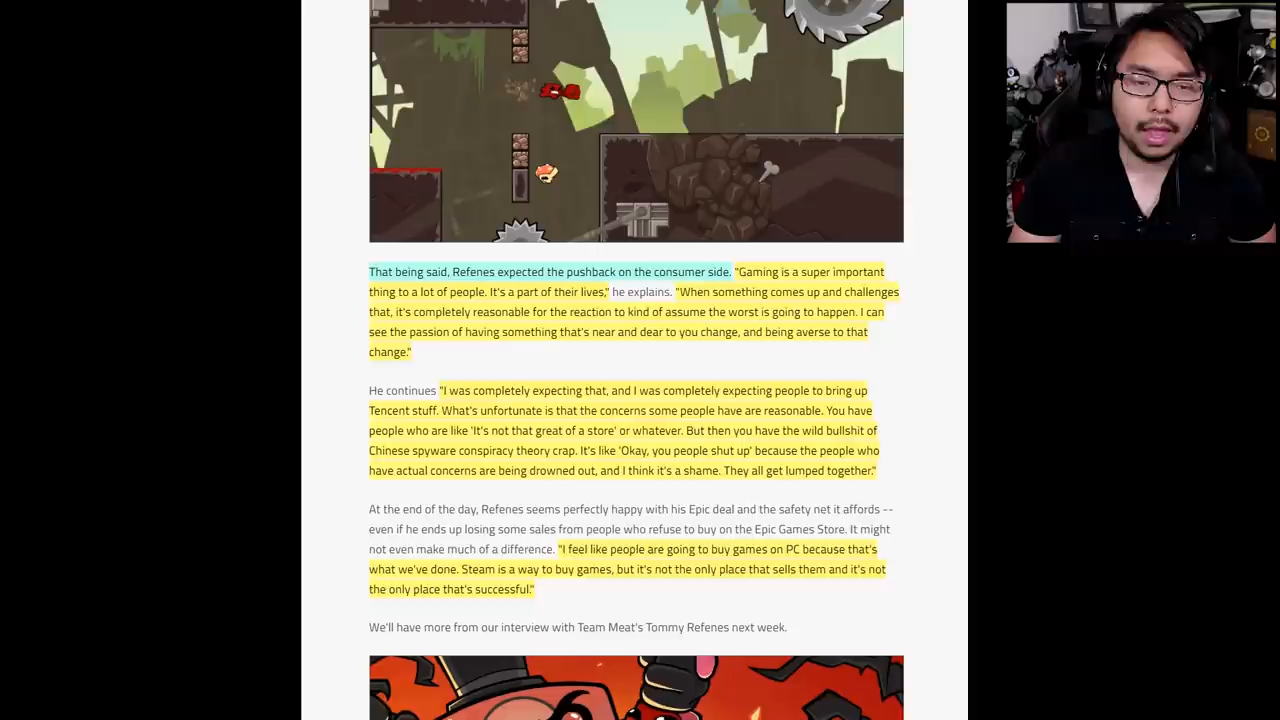 That being said, Refenes expected the pushback on the consumer side. "Gaming is a super important
thing to a lot of people. It's a part of their lives," he explains. "When something comes up and challenges
that, it's completely reasonable for the reaction to kind of assume the worst is going to happen. I can
see the passion of having something that's near and dear to you change, and being averse to that
change."
He continues "I was completely expecting that, and I was completely expecting people to bring up
Tencent stuff. What's unfortunate is that the concerns some people have are reasonable. You have
people who are like 'It's not that great of a store' or whatever. But then you have the wild bullshit of
Chinese spyware conspiracy theory crap. It's like 'Okay, you people shut up' because the people who
have actual concerns are being drowned out, and I think it's a shame. They all get lumped together."
At the end of the day, Refenes seems perfectly happy with his Epic deal and the safety net it affords --
even if he ends up losing some sales from people who refuse to buy on the Epic Games Store. It might
not even make much of a difference. "I feel like people are going to buy games on PC because that's
what we've done. Steam is a way to buy games, but it's not the only place that sells them and it's not
the only place that's successful."
We'll have more from our interview with Team Meat's Tommy Refenes next week.